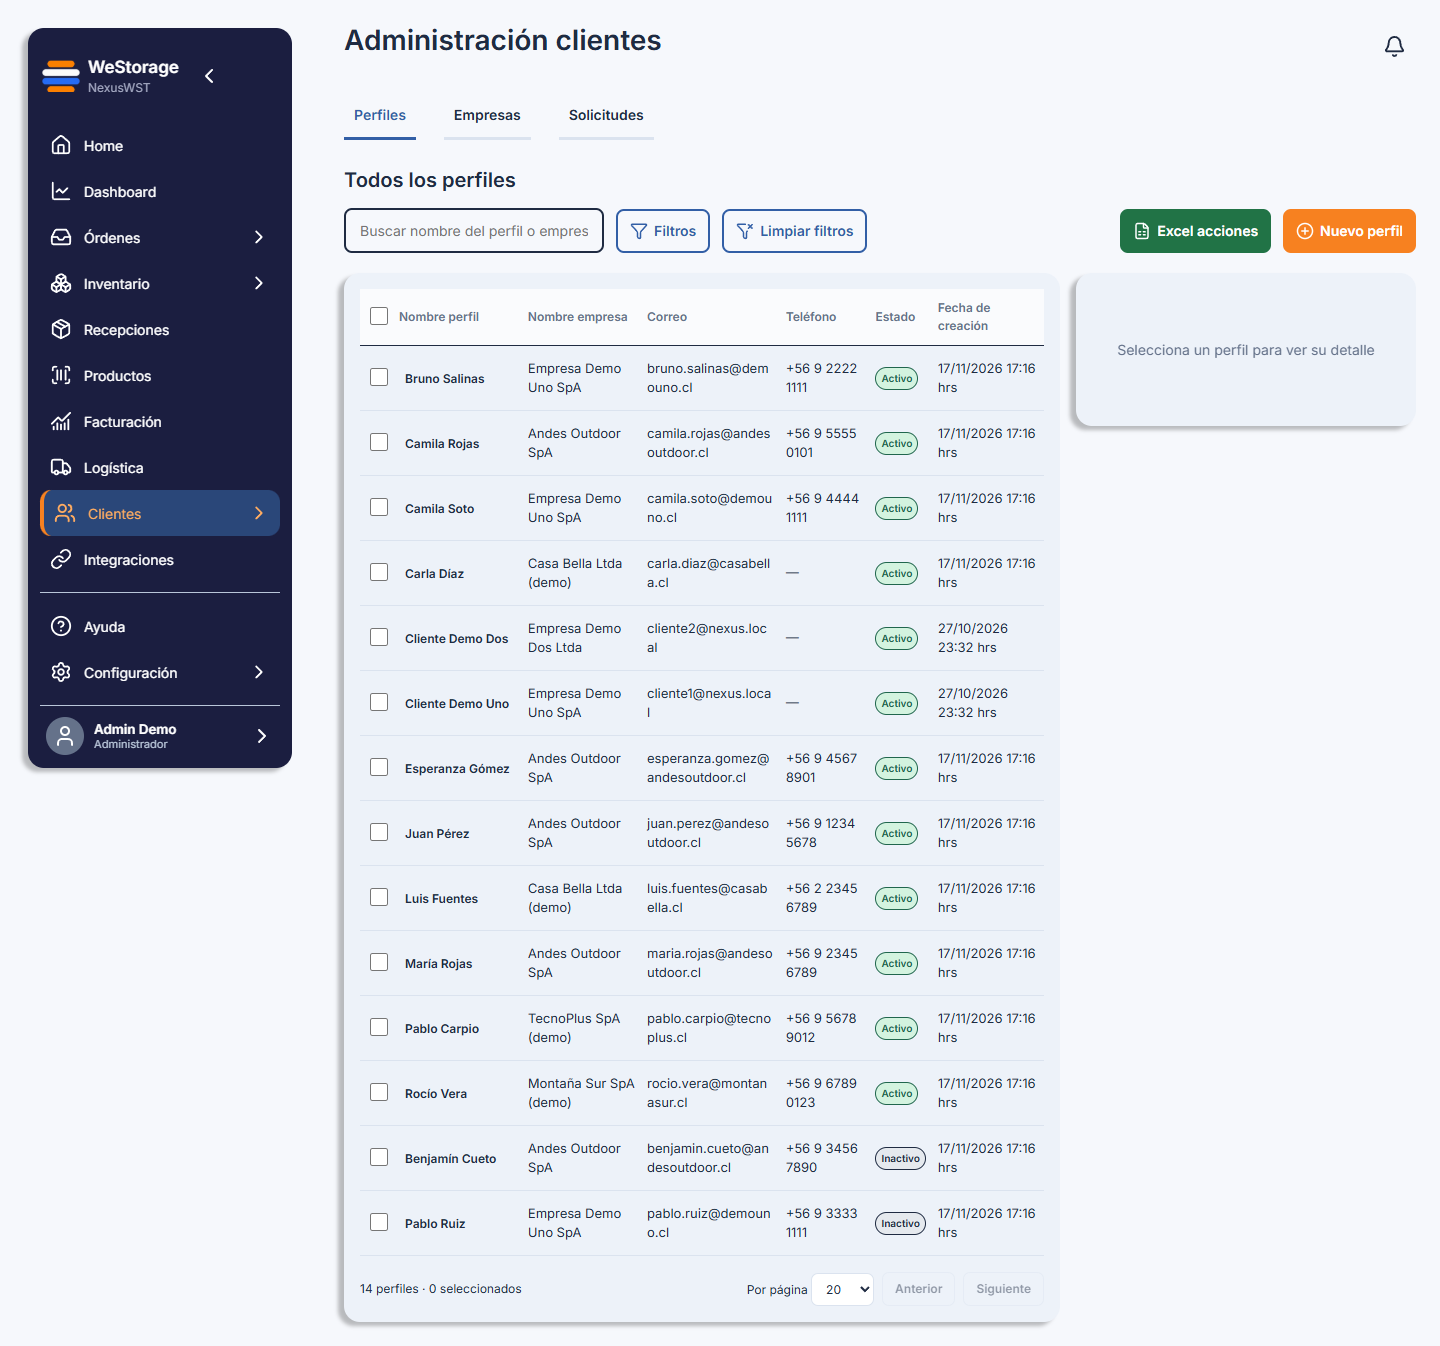 WeStorage
NexusWST
Home
Dashboard
Órdenes
Inventario
Recepciones
Productos
Facturación
Logística
Clientes
Integraciones
Ayuda
Configuración
Admin Demo
Administrador
Administración clientes
Perfiles Empresas Solicitudes
Todos los perfiles
Buscar nombre del perfil o empres Filtros Limpiar filtros Excel acciones Nuevo perfil
Nombre perfil Nombre empresa Correo Teléfono Estado Fecha de
creación
Bruno Salinas Empresa Demo bruno.salinas@dem +56 9 2222 Activo 17/11/2026 17:16
Uno SpA ouno.cl 1111 hrs
Camila Rojas Andes Outdoor camila.rojas@andes +56 9 5555 Activo 17/11/2026 17:16
SpA outdoor.cl 0101 hrs
Camila Soto Empresa Demo camila.soto@demou +56 9 4444 Activo 17/11/2026 17:16
Uno SpA no.cl 1111 hrs
Carla Díaz Casa Bella Ltda carla.diaz@casabell — Activo 17/11/2026 17:16
(demo) a.cl hrs
Cliente Demo Dos Empresa Demo cliente2@nexus.loc — Activo 27/10/2026
Dos Ltda al 23:32 hrs
Cliente Demo Uno Empresa Demo cliente1@nexus.loca — Activo 27/10/2026
Uno SpA l 23:32 hrs
Esperanza Gómez Andes Outdoor esperanza.gomez@ +56 9 4567 Activo 17/11/2026 17:16
SpA andesoutdoor.cl 8901 hrs
Juan Pérez Andes Outdoor juan.perez@andeso +56 9 1234 Activo 17/11/2026 17:16
SpA utdoor.cl 5678 hrs
Luis Fuentes Casa Bella Ltda luis.fuentes@casab +56 2 2345 Activo 17/11/2026 17:16
(demo) ella.cl 6789 hrs
María Rojas Andes Outdoor maria.rojas@andeso +56 9 2345 Activo 17/11/2026 17:16
SpA utdoor.cl 6789 hrs
Pablo Carpio TecnoPlus SpA pablo.carpio@tecno +56 9 5678 Activo 17/11/2026 17:16
(demo) plus.cl 9012 hrs
Rocío Vera Montaña Sur SpA rocio.vera@montan +56 9 6789 Activo 17/11/2026 17:16
(demo) asur.cl 0123 hrs
Benjamín Cueto Andes Outdoor benjamin.cueto@an +56 9 3456 Inactivo 17/11/2026 17:16
SpA desoutdoor.cl 7890 hrs
Pablo Ruiz Empresa Demo pablo.ruiz@demoun +56 9 3333 Inactivo 17/11/2026 17:16
Uno SpA o.cl 1111 hrs
14 perfiles · 0 seleccionados Por página 20 Anterior Siguiente
Selecciona un perfil para ver su detalle